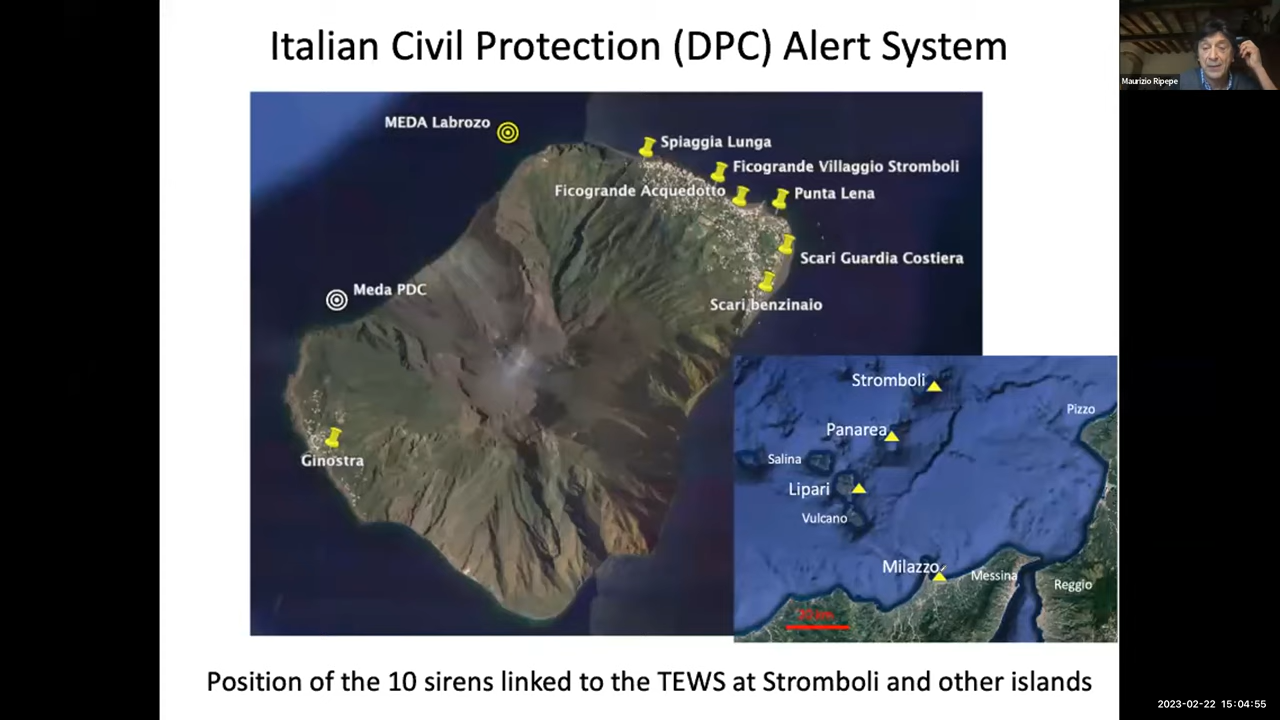 Italian Civil Protection (DPC) Alert System
Maurizio Ripepe
MEDA Labrozo
Spiaggia Lunga
Ficogrande Villaggio Stromboli
Ficogrande Acquedotto
Punta Lena
Scari Guardia Costiera
Meda PDC
Scari benzinaio
Ginostra
Stromboli
Pizzo
Panarea
Salina
Lipari
Vulcano
Milazzo
Messina
Reggio
Position of the 10 sirens linked to the TEWS at Stromboli and other islands
2023-02-22 15:04:55